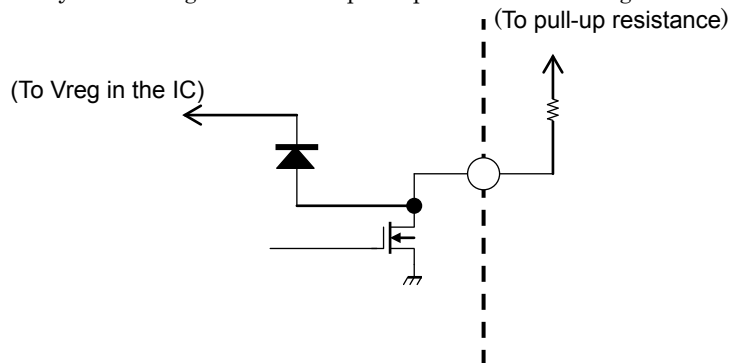 (To pull-up resistance)
(To Vreg in the IC)